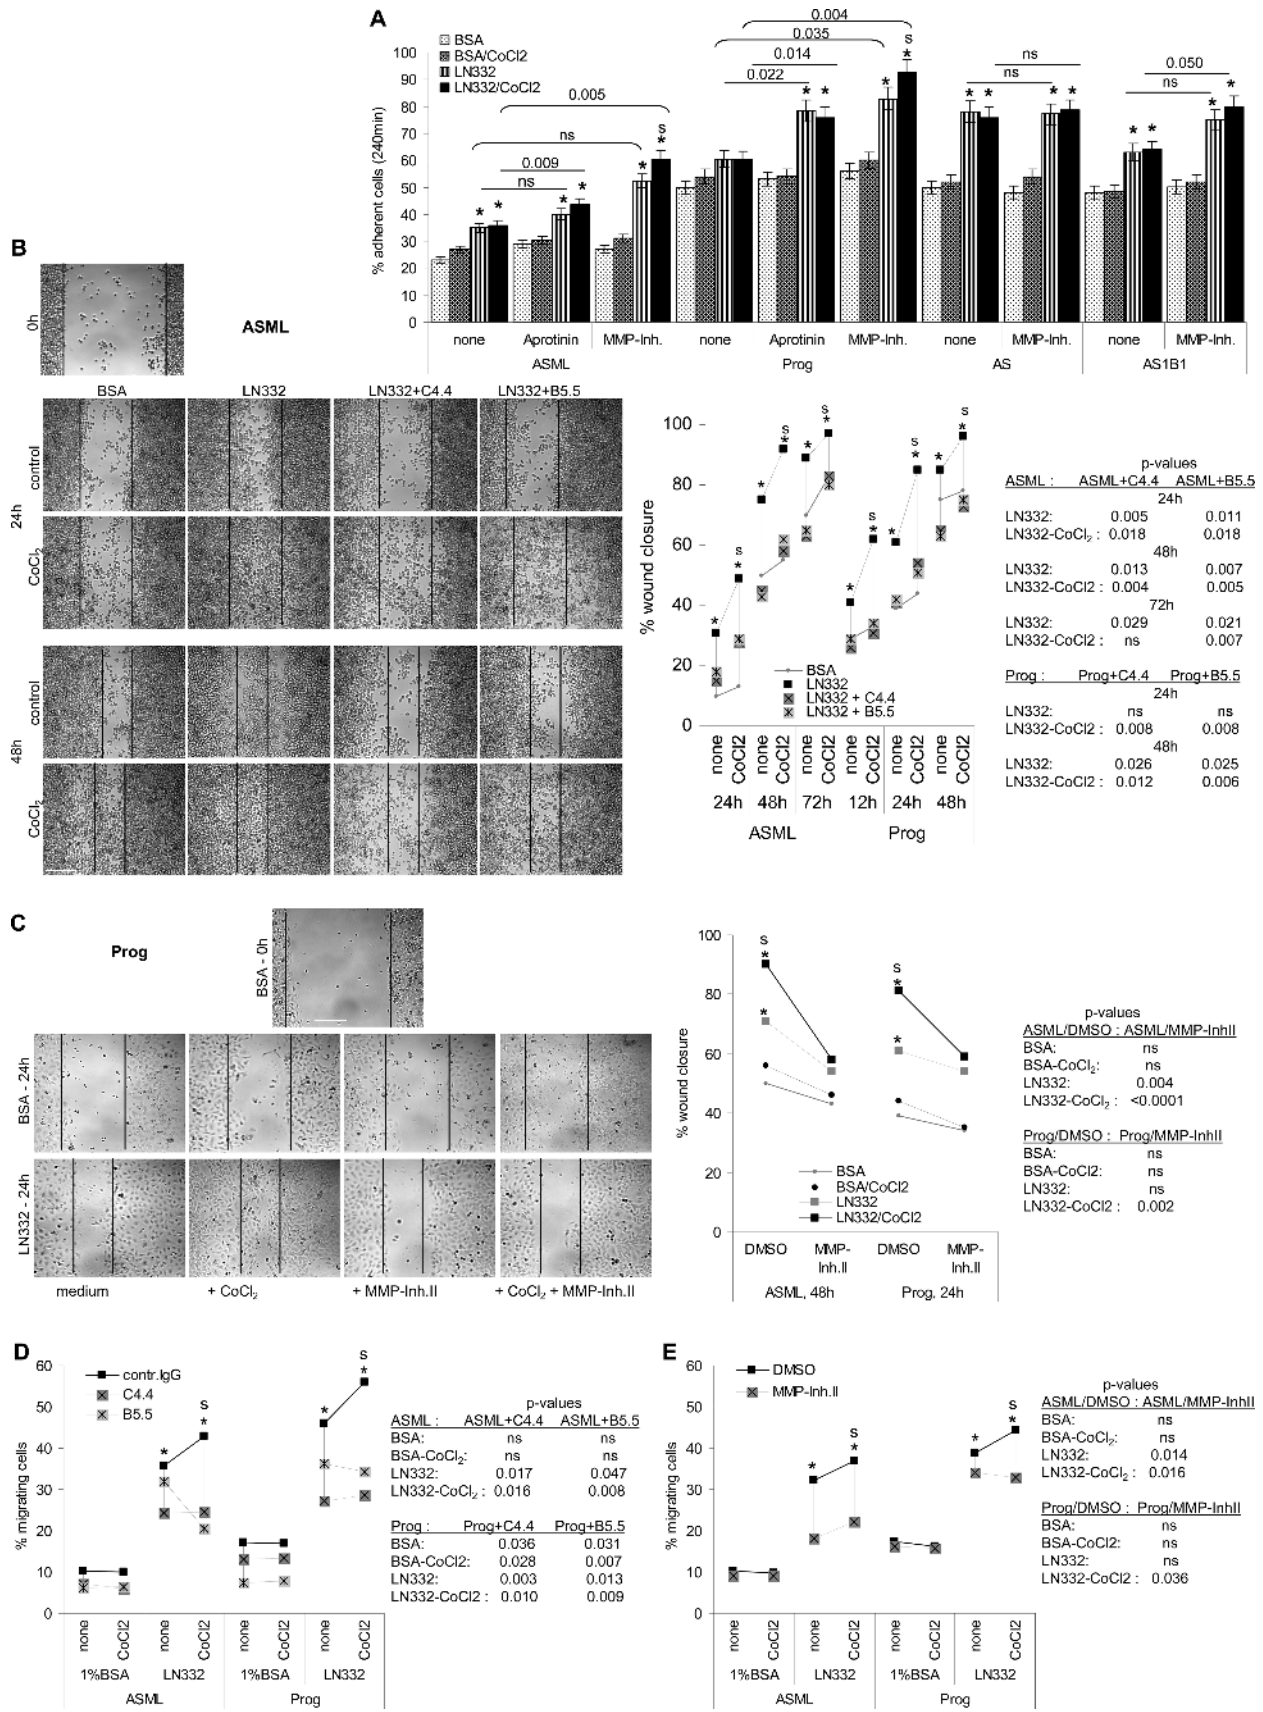 A
BSA
BSA/CoCl2
LN332
LN332/CoCl2
% adherent cells (240min)
100
90
80
70
60
50
40
30
20
10
0
ns
0.009
ns
0.005
0.022
0.014
0.035
0.004
ns
ns
ns
0.050
* * * * * s *
* * * s *
* * * *
* * * *
none Aprotinin MMP-Inh. none Aprotinin MMP-Inh. none MMP-Inh. none MMP-Inh.
ASML Prog AS AS1B1
B
0h
ASML
BSA LN332 LN332+C4.4 LN332+B5.5
24h
control
CoCl2
48h
control
CoCl2
% wound closure
100
80
60
40
20
0
* s * * s * * s *
* s * * s * * s *
BSA
LN332
LN332 + C4.4
LN332 + B5.5
none CoCl2 none CoCl2 none CoCl2 none CoCl2 none CoCl2 none CoCl2
24h 48h 72h 12h 24h 48h
ASML Prog
p-values
ASML : ASML+C4.4 ASML+B5.5
24h
LN332: 0.005 0.011
LN332-CoCl2 : 0.018 0.018
48h
LN332: 0.013 0.007
LN332-CoCl2 : 0.004 0.005
72h
LN332: 0.029 0.021
LN332-CoCl2 : ns 0.007
Prog : Prog+C4.4 Prog+B5.5
24h
LN332: ns ns
LN332-CoCl2 : 0.008 0.008
48h
LN332: 0.026 0.025
LN332-CoCl2 : 0.012 0.006
C
Prog
BSA - 0h
BSA - 24h
LN332 - 24h
medium + CoCl2 + MMP-Inh.II + CoCl2 + MMP-Inh.II
% wound closure
100
80
60
40
20
0
s * *
s * *
BSA
BSA/CoCl2
LN332
LN332/CoCl2
DMSO MMP-Inh.II DMSO MMP-Inh.II
ASML, 48h Prog, 24h
p-values
ASML/DMSO : ASML/MMP-InhII
BSA: ns
BSA-CoCl2: ns
LN332: 0.004
LN332-CoCl2 : <0.0001
Prog/DMSO : Prog/MMP-InhII
BSA: ns
BSA-CoCl2: ns
LN332: ns
LN332-CoCl2 : 0.002
D
% migrating cells
60
50
40
30
20
10
0
contr.IgG
C4.4
B5.5
* s * * s *
none CoCl2 none CoCl2 none CoCl2 none CoCl2
1%BSA LN332 1%BSA LN332
ASML Prog
p-values
ASML : ASML+C4.4 ASML+B5.5
BSA: ns ns
BSA-CoCl2: ns ns
LN332: 0.017 0.047
LN332-CoCl2 : 0.016 0.008
Prog : Prog+C4.4 Prog+B5.5
BSA: 0.036 0.031
BSA-CoCl2: 0.028 0.007
LN332: 0.003 0.013
LN332-CoCl2 : 0.010 0.009
E
% migrating cells
60
50
40
30
20
10
0
DMSO
MMP-Inh.II
* s * * s *
none CoCl2 none CoCl2 none CoCl2 none CoCl2
1%BSA LN332 1%BSA LN332
ASML Prog
p-values
ASML/DMSO : ASML/MMP-InhII
BSA: ns
BSA-CoCl2: ns
LN332: 0.014
LN332-CoCl2 : 0.016
Prog/DMSO : Prog/MMP-InhII
BSA: ns
BSA-CoCl2: ns
LN332: ns
LN332-CoCl2 : 0.036